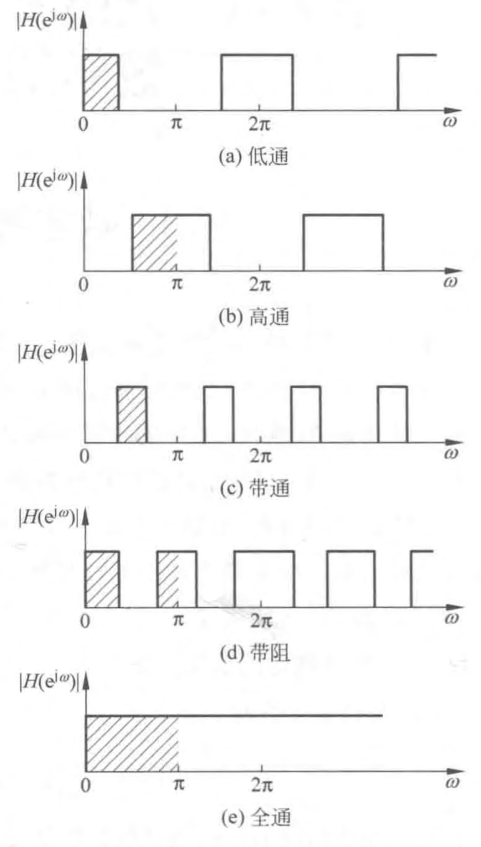 |H(e^{jω})|
0 π 2π ω
(a) 低通
|H(e^{jω})|
0 π 2π ω
(b) 高通
|H(e^{jω})|
0 π 2π ω
(c) 带通
|H(e^{jω})|
0 π 2π ω
(d) 带阻
|H(e^{jω})|
0 π 2π ω
(e) 全通